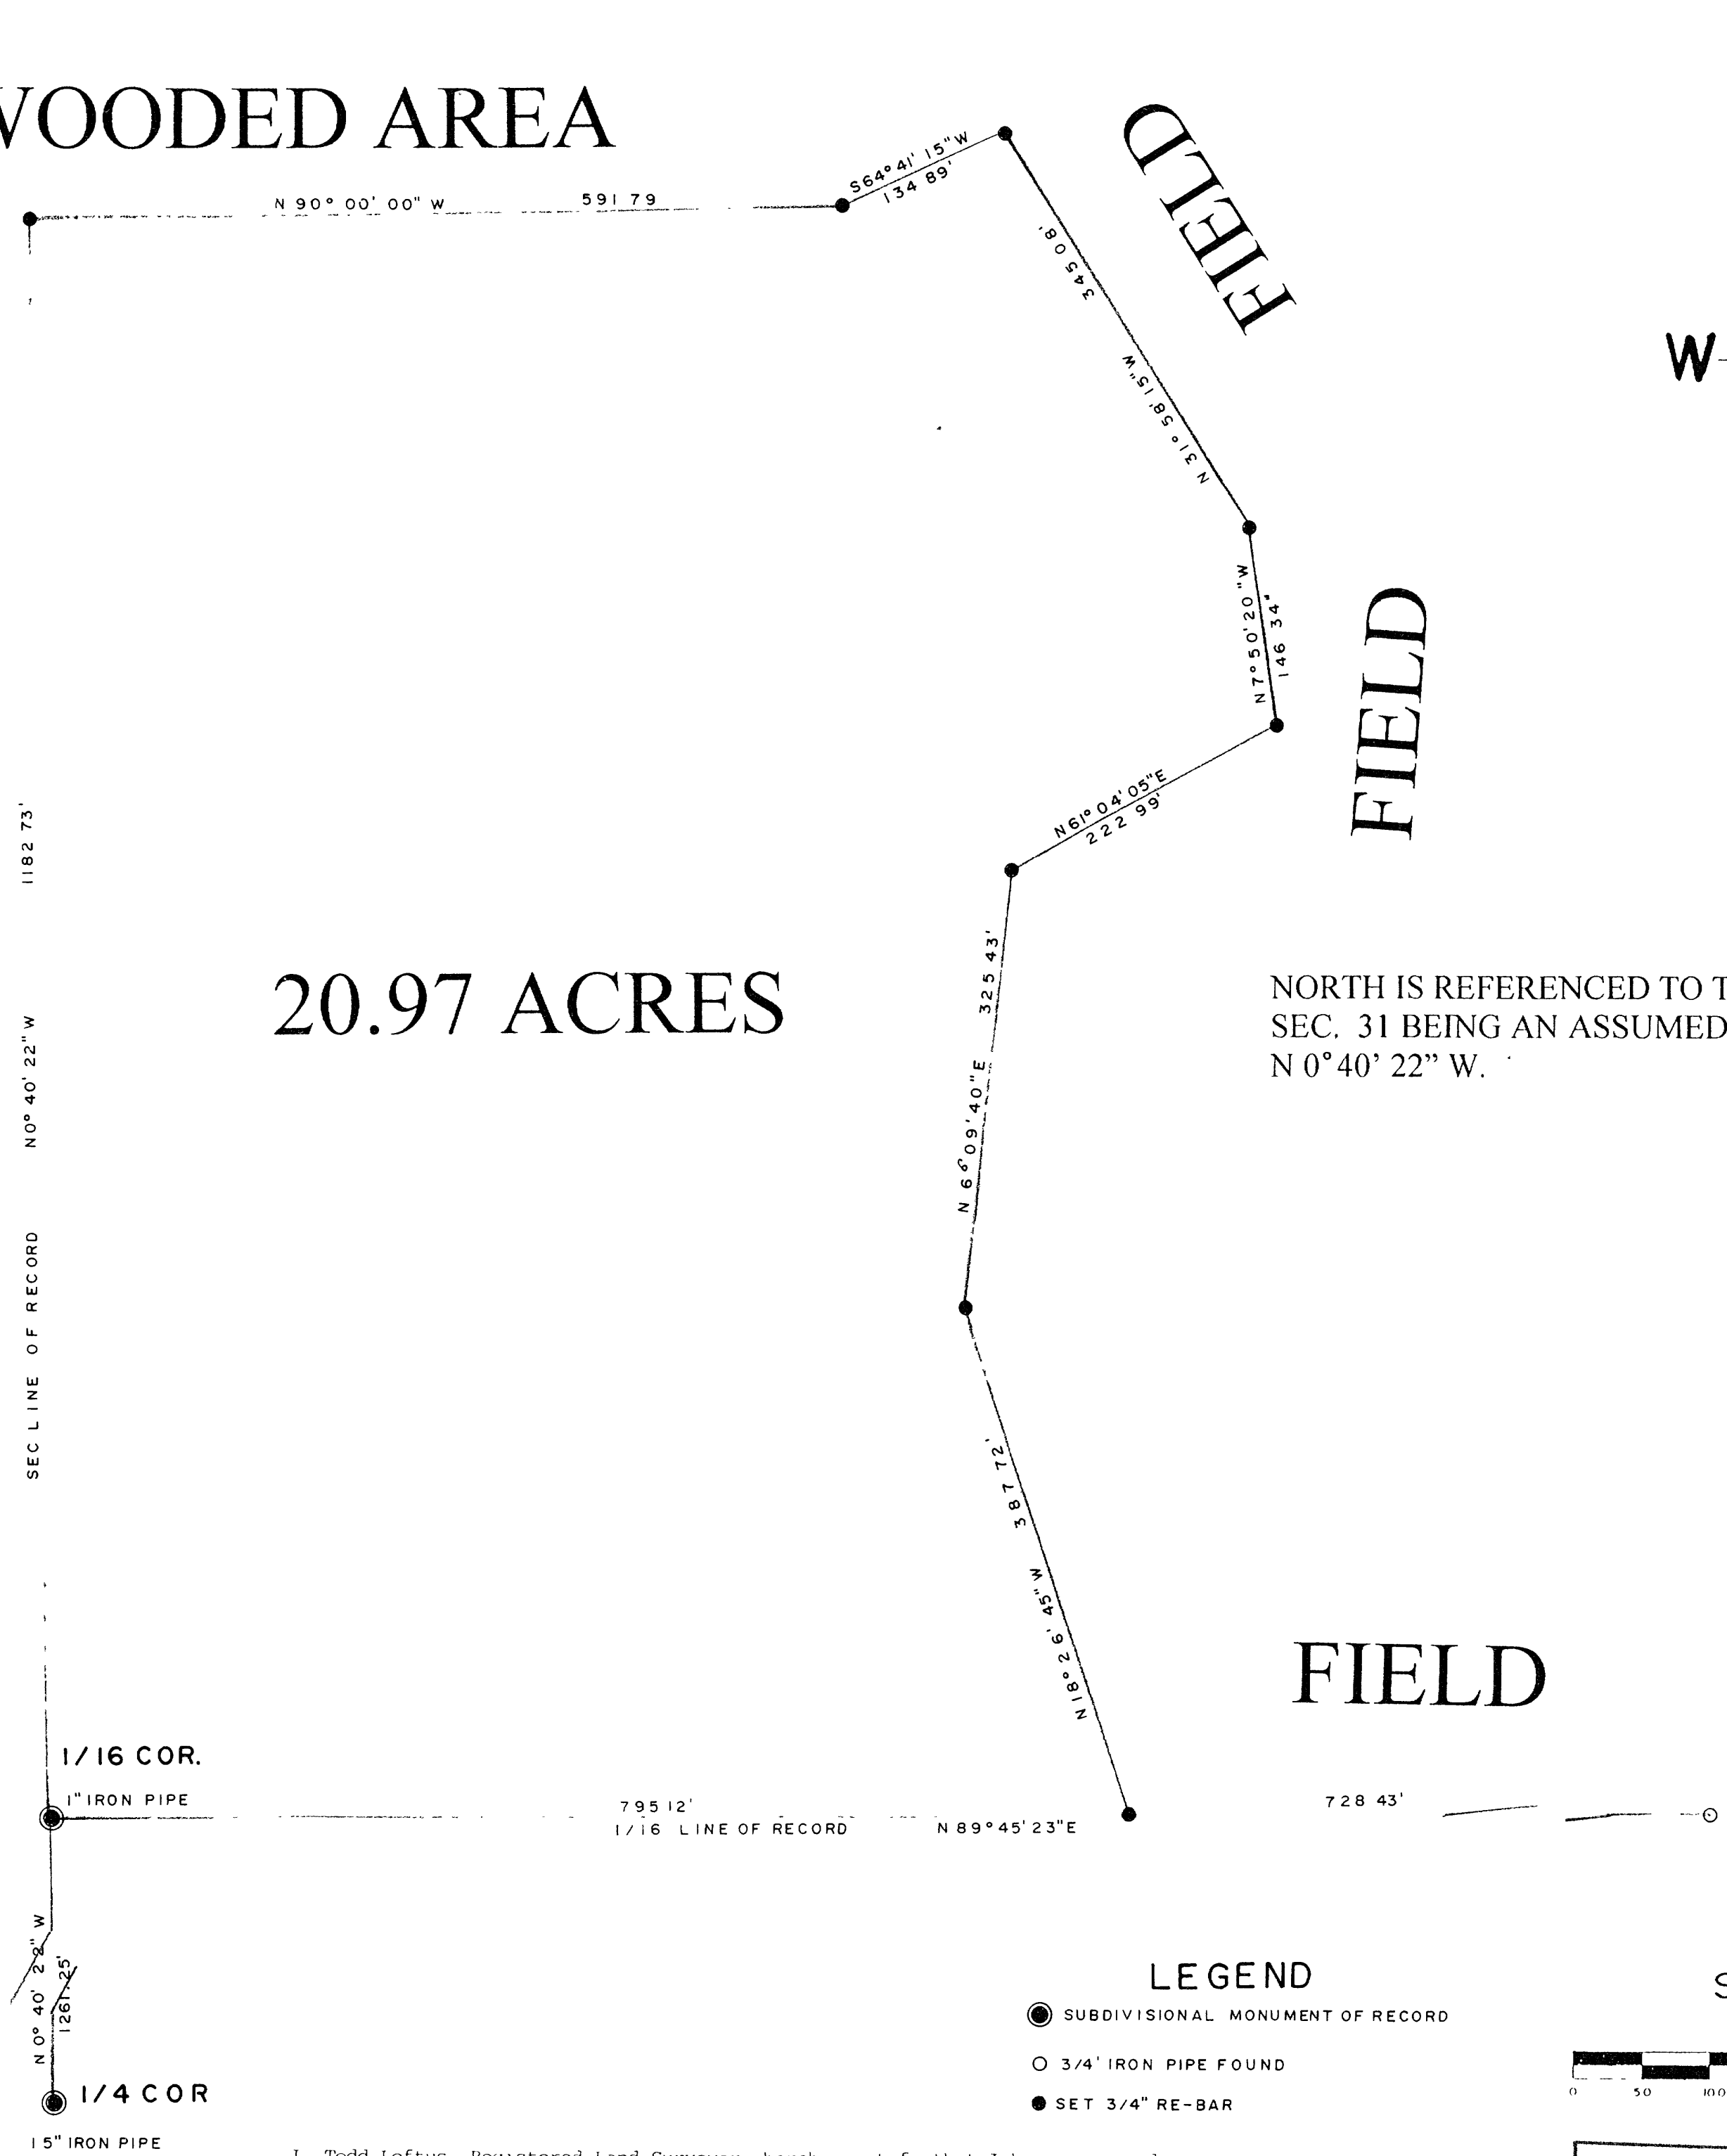 WOODED AREA
S64° 41' 15" W
134 89'
N 90° 00' 00" W 591 79
FIELD
345 08'
N 31° 58' 15" W
W
N 7° 50' 20" W
146 34"
FIELD
N 61° 04' 05" E
222 99'
1182 73'
N 0° 40' 22" W
SEC LINE OF RECORD
20.97 ACRES
325 43'
N 6° 09' 40" E
NORTH IS REFERENCED TO
SEC. 31 BEING AN ASSUMED
N 0° 40' 22" W.
387 72'
N 18° 26' 45" W
FIELD
1/16 COR.
1" IRON PIPE
795 12'
728 43'
1/16 LINE OF RECORD N 89° 45' 23" E
N 0° 40' 22" W
1261.25'
1/4 COR
1 5" IRON PIPE
LEGEND
SUBDIVISIONAL MONUMENT OF RECORD
3/4' IRON PIPE FOUND
SET 3/4" RE-BAR
0 50 100